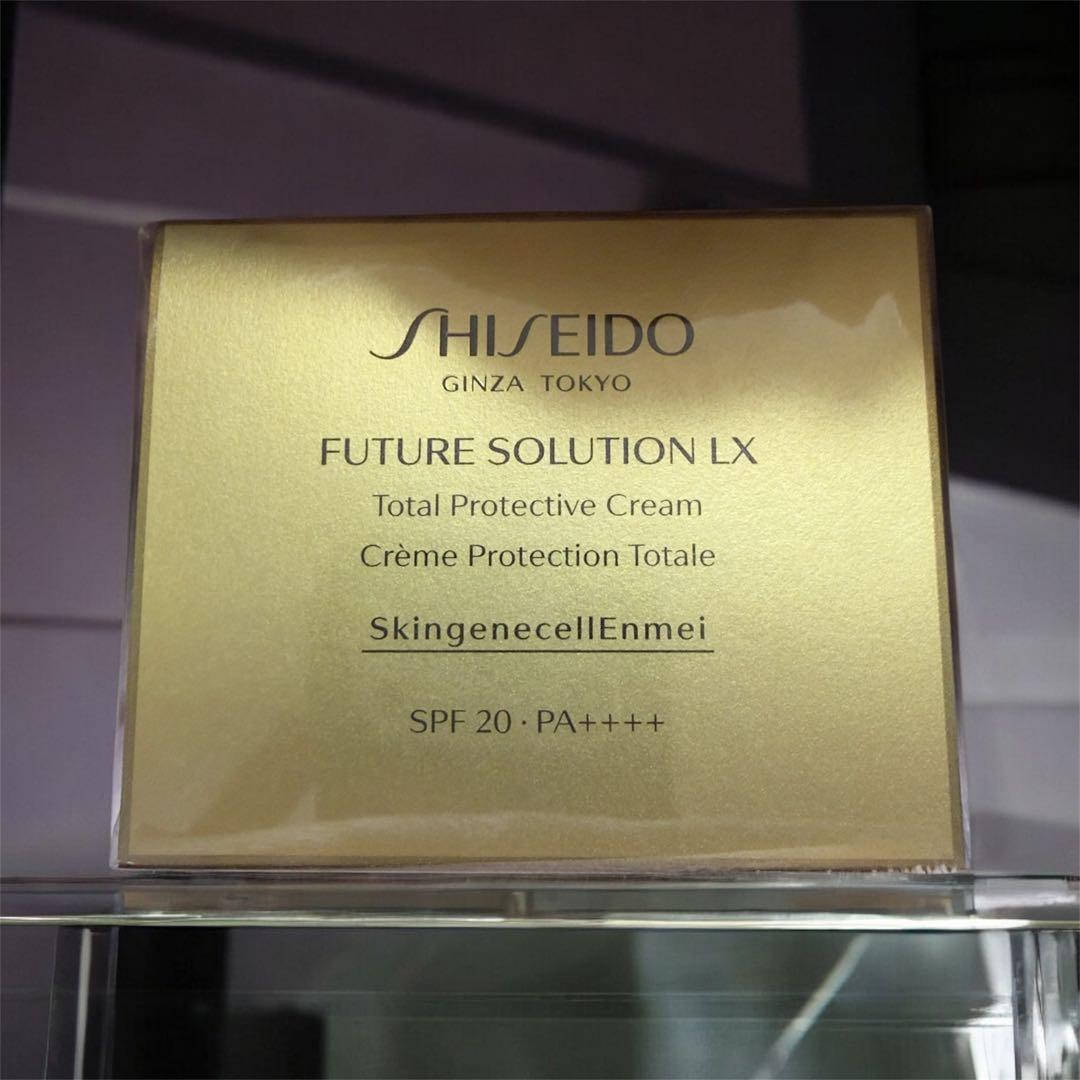 SHISEIDO
GINZA TOKYO
FUTURE SOLUTION LX
Total Protective Cream
Crème Protection Totale
SkingenecellEnmei
SPF 20 · PA++++